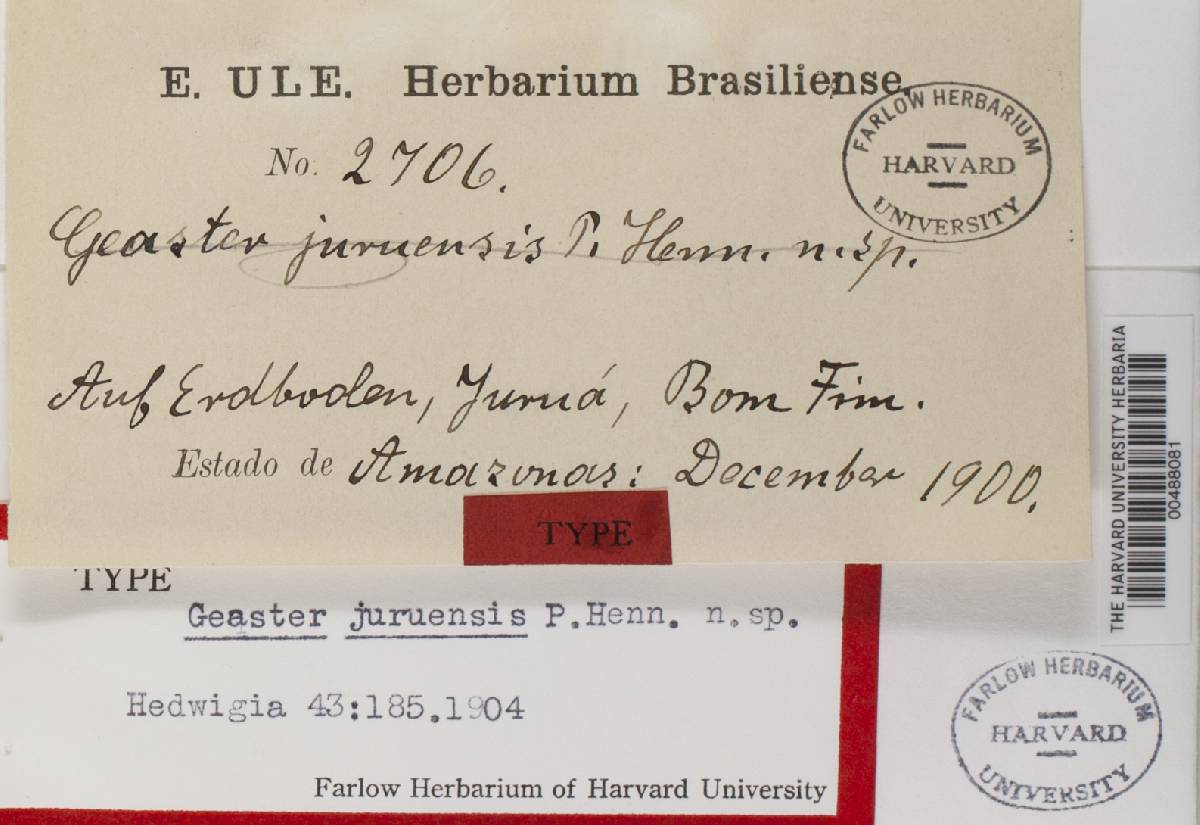 E. ULE. Herbarium Brasiliense.
FARLOW HERBARIUM
HARVARD
UNIVERSITY
No. 2706.
Geaster juruensis P. Henn. n. sp.
Auf Erdboden, Juruá, Bom Fim.
Estado de Amazonas: December 1900.
TYPE
TYPE
Geaster juruensis P.Henn. n.sp.
Hedwigia 43:185.1904
Farlow Herbarium of Harvard University
THE HARVARD UNIVERSITY HERBARIA
00488081
FARLOW HERBARIUM
HARVARD
UNIVERSITY